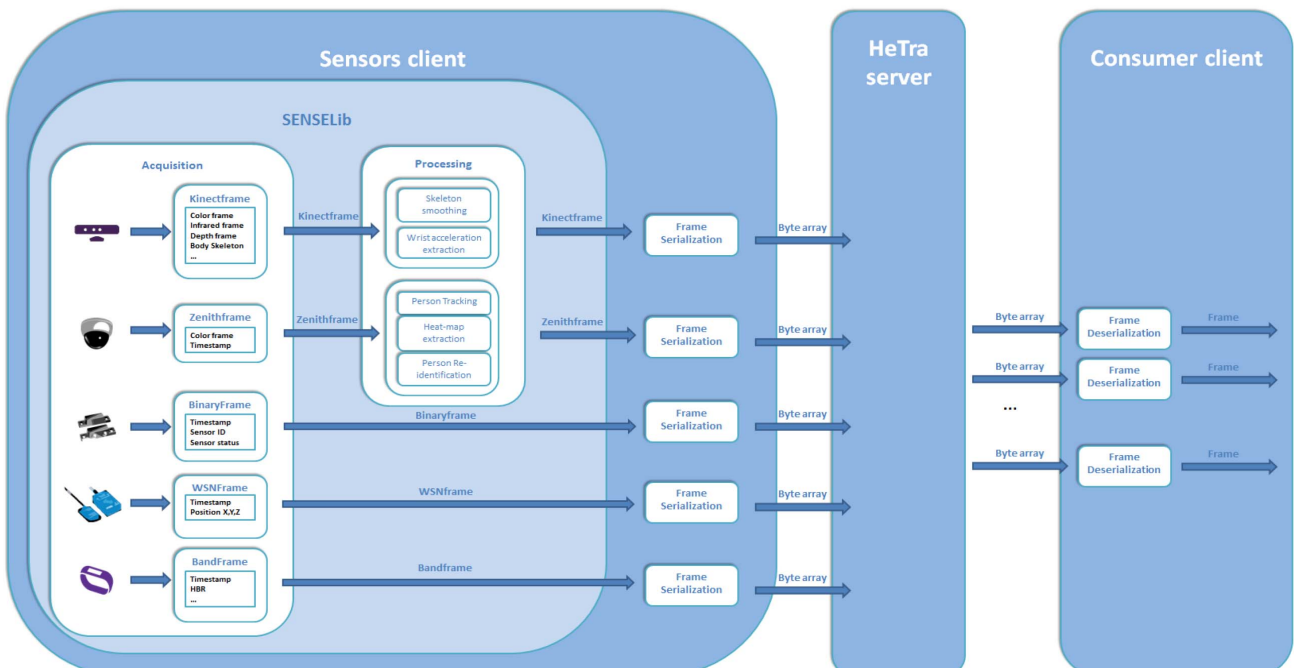 Sensors client
HeTra
server
Consumer client
SENSELib
Acquisition
Processing
Kinectframe
Color frame
Infrared frame
Depth frame
Body Skeleton
...
Kinectframe
Skeleton
smoothing
Wrist acceleration
extraction
Kinectframe
Frame
Serialization
Byte array
Zenithframe
Color frame
Timestamp
Zenithframe
Person Tracking
Heat-map
extraction
Person Re-
identification
Zenithframe
Frame
Serialization
Byte array
Byte array
Frame
Deserialization
Frame
Byte array
Frame
Deserialization
Frame
...
BinaryFrame
Timestamp
Sensor ID
Sensor status
Binaryframe
Frame
Serialization
Byte array
Byte array
Frame
Deserialization
Frame
WSNFrame
Timestamp
Position X,Y,Z
WSNframe
Frame
Serialization
Byte array
BandFrame
Timestamp
HBR
...
Bandframe
Frame
Serialization
Byte array